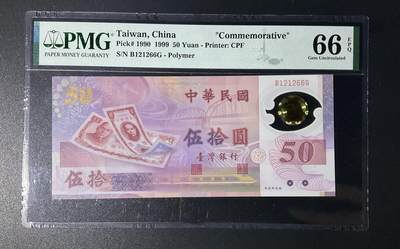 PMG
PAPER MONEY GUARANTY
Taiwan, China "Commemorative"
Pick# 1990 1999 50 Yuan - Printer: CPF
S/N B121266G - Polymer
66 EPQ
Gem Uncirculated
50
中華民國
B121266G
伍拾圓
臺灣銀行
伍拾
50